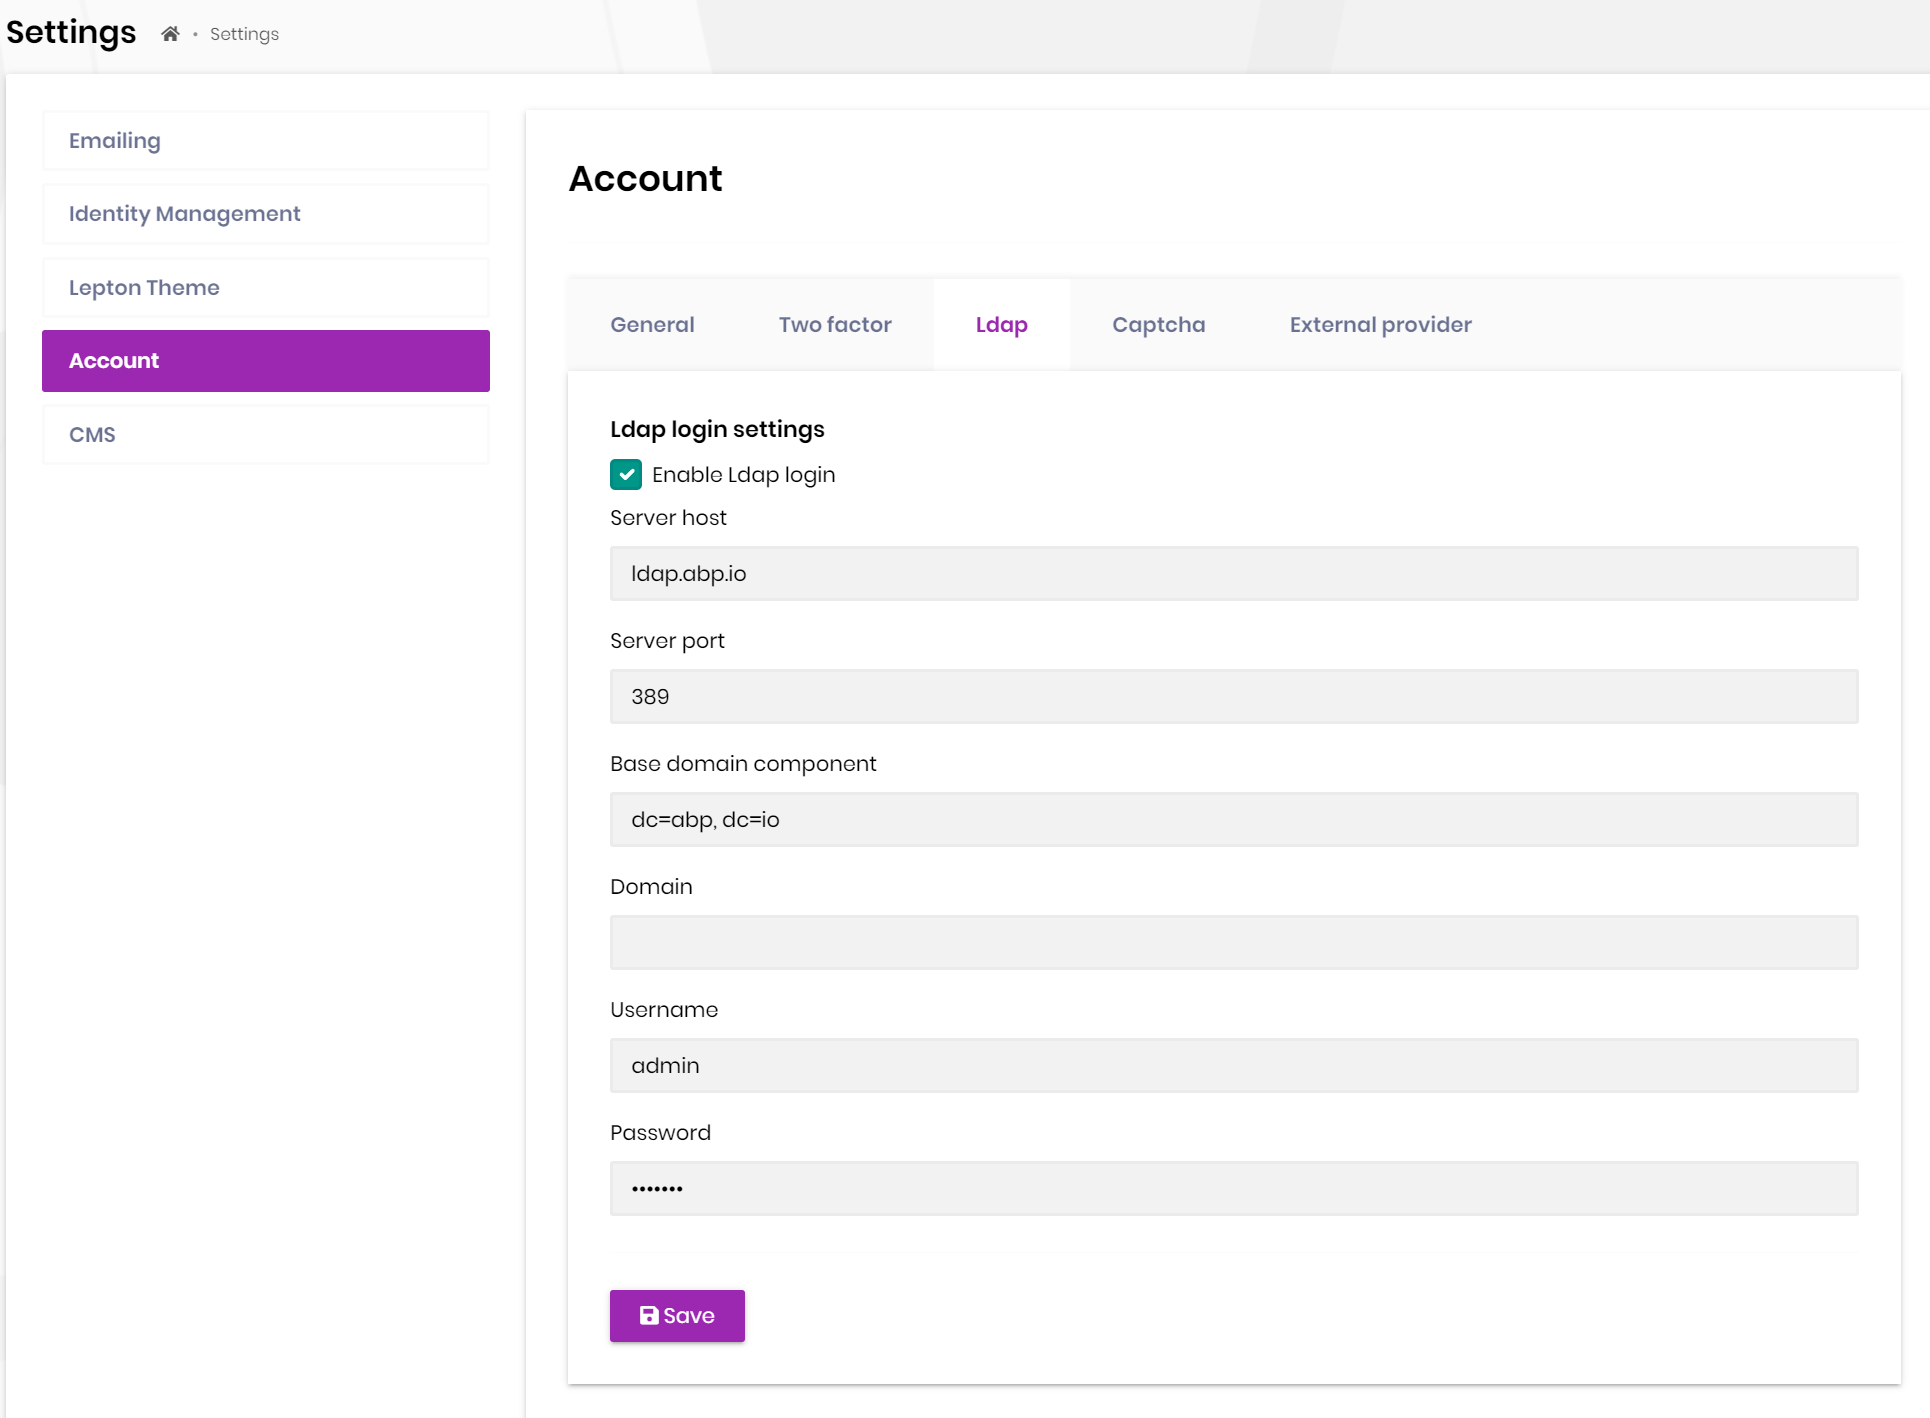 Settings
• Settings
Emailing
Identity Management
Lepton Theme
Account
CMS
Account
General Two factor Ldap Captcha External provider
Ldap login settings
Enable Ldap login
Server host
ldap.abp.io
Server port
389
Base domain component
dc=abp, dc=io
Domain
Username
admin
Password
•••••••
Save